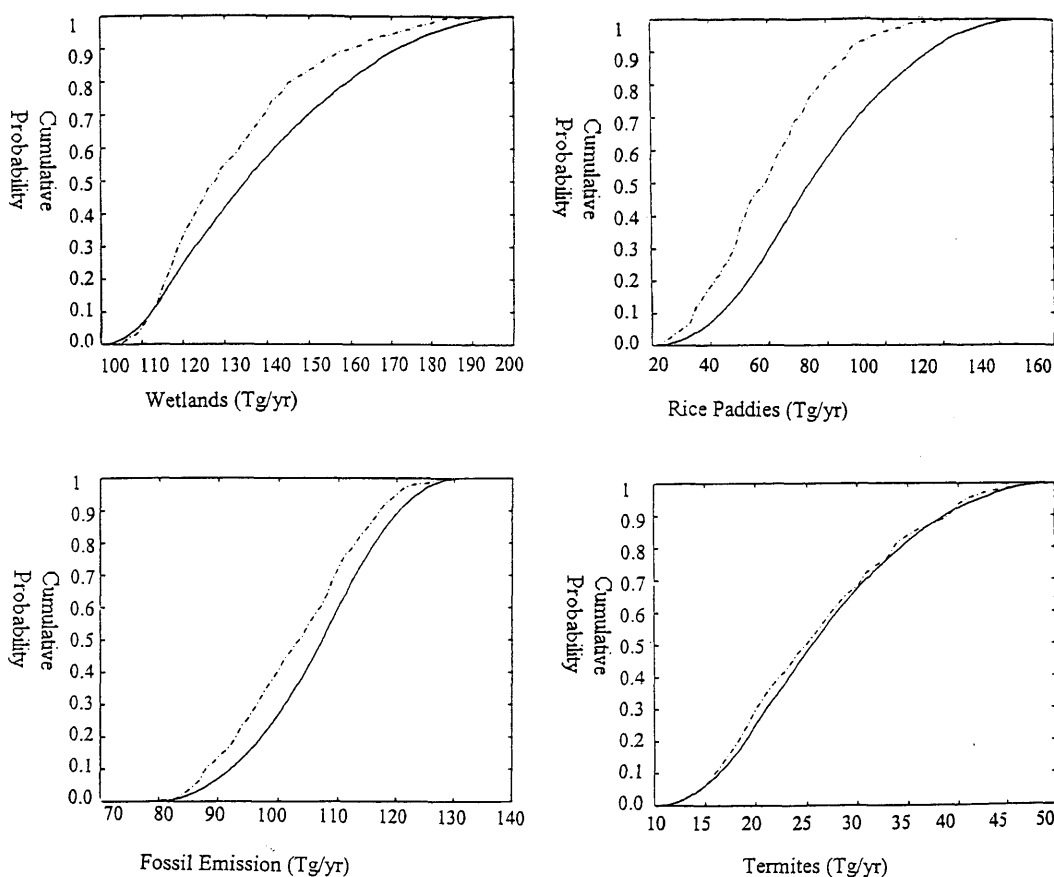 1
0.9
0.8
0.7
0.6
0.5
0.4
0.3
0.2
0.1
0.0
Cumulative
Probability
100 110 120 130 140 150 160 170 180 190 200
Wetlands (Tg/yr)
1
0.9
0.8
0.7
0.6
0.5
0.4
0.3
0.2
0.1
0.0
Cumulative
Probability
20 40 60 80 100 120 145 160
Rice Paddies (Tg/yr)
1
0.9
0.8
0.7
0.6
0.5
0.4
0.3
0.2
0.1
0.0
Cumulative
Probability
70 80 90 100 110 120 130 140
Fossil Emission (Tg/yr)
1
0.9
0.8
0.7
0.6
0.5
0.4
0.3
0.2
0.1
0.0
Cumulative
Probability
10 15 20 25 30 35 40 45 50
Termites (Tg/yr)